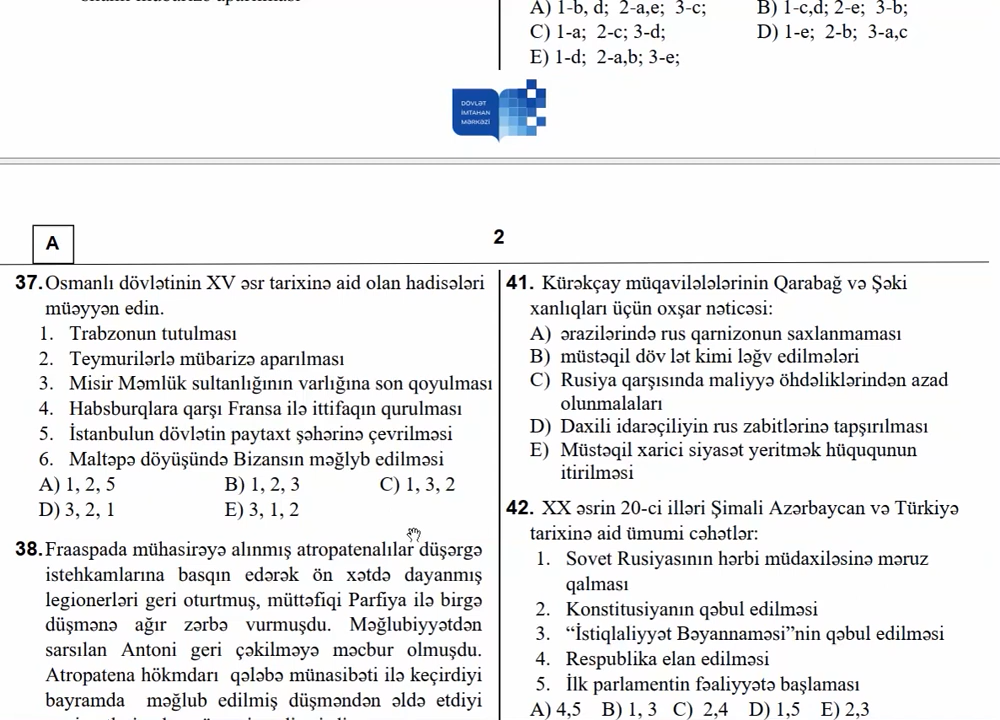 A) 1-b, d; 2-a,e; 3-c; B) 1-c,d; 2-e; 3-b;
C) 1-a; 2-c; 3-d; D) 1-e; 2-b; 3-a,c
E) 1-d; 2-a,b; 3-e;
DÖVLƏT
İMTAHAN
MƏRKƏZİ
A
2
37. Osmanlı dövlətinin XV əsr tarixinə aid olan hadisələri
müəyyən edin.
1. Trabzonun tutulması
2. Teymurilərlə mübarizə aparılması
3. Misir Məmlük sultanlığının varlığına son qoyulması
4. Habsburqlara qarşı Fransa ilə ittifaqın qurulması
5. İstanbulun dövlətin paytaxt şəhərinə çevrilməsi
6. Maltəpə döyüşündə Bizansın məğlyb edilməsi
A) 1, 2, 5 B) 1, 2, 3 C) 1, 3, 2
D) 3, 2, 1 E) 3, 1, 2
38. Fraaspada mühasirəyə alınmış atropatenalılar düşərgə
istehkamlarına basqın edərək ön xətdə dayanmış
legionerləri geri oturtmuş, müttəfiqi Parfiya ilə birgə
düşmənə ağır zərbə vurmuşdu. Məğlubiyyətdən
sarsılan Antoni geri çəkilməyə məcbur olmuşdu.
Atropatena hökmdarı qələbə münasibəti ilə keçirdiyi
bayramda məğlub edilmiş düşməndən əldə etdiyi
41. Kürəkçay müqavilələlərinin Qarabağ və Şəki
xanlıqları üçün oxşar nəticəsi:
A) ərazilərində rus qarnizonun saxlanmaması
B) müstəqil döv lət kimi ləğv edilmələri
C) Rusiya qarşısında maliyyə öhdəliklərindən azad
olunmalaları
D) Daxili idarəçiliyin rus zabitlərinə tapşırılması
E) Müstəqil xarici siyasət yeritmək hüququnun
itirilməsi
42. XX əsrin 20-ci illəri Şimali Azərbaycan və Türkiyə
tarixinə aid ümumi cəhətlər:
1. Sovet Rusiyasının hərbi müdaxiləsinə məruz
qalması
2. Konstitusiyanın qəbul edilməsi
3. “İstiqlaliyyət Bəyannaməsi”nin qəbul edilməsi
4. Respublika elan edilməsi
5. İlk parlamentin fəaliyyətə başlaması
A) 4,5 B) 1, 3 C) 2,4 D) 1,5 E) 2,3